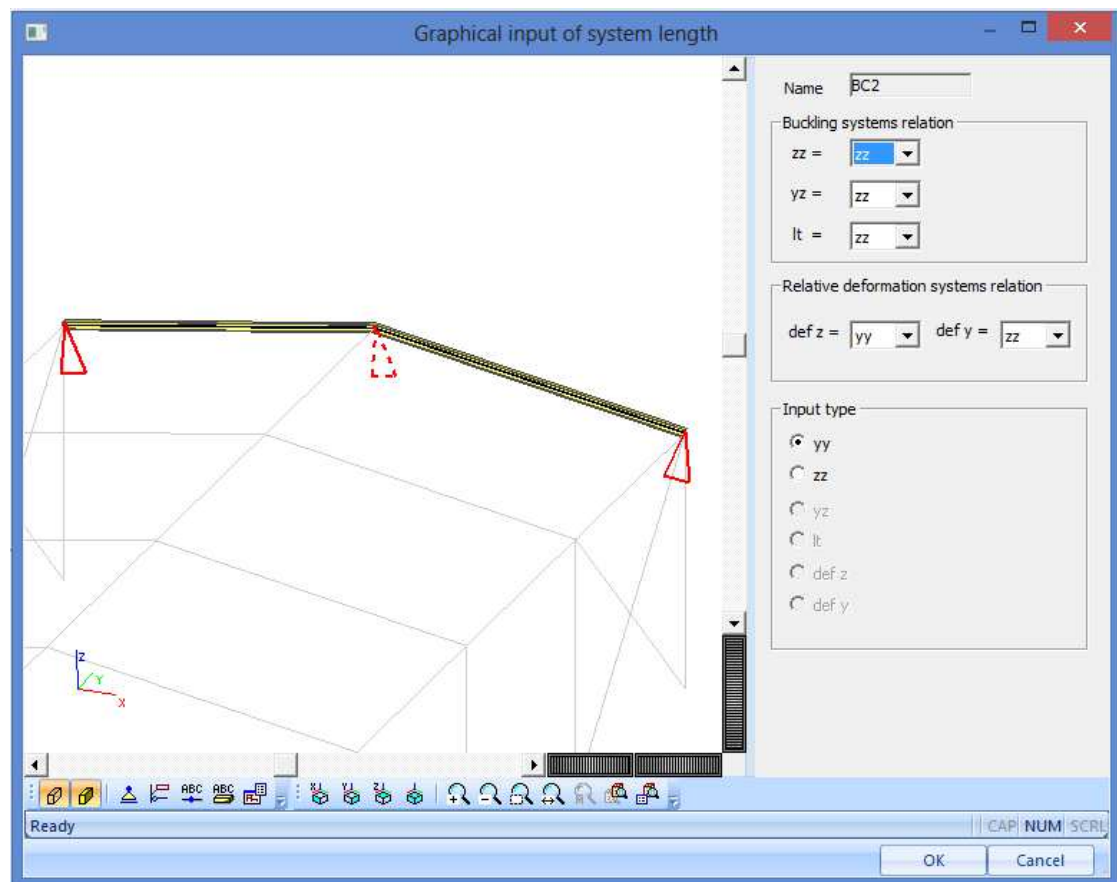 Graphical input of system length
Name BC2
Buckling systems relation
zz = zz
yz = zz
lt = zz
Relative deformation systems relation
def z = yy def y = zz
Input type
yy
zz
yz
lt
def z
def y
z
Y
X
ABC ABC
Ready CAP NUM SCRL
OK Cancel